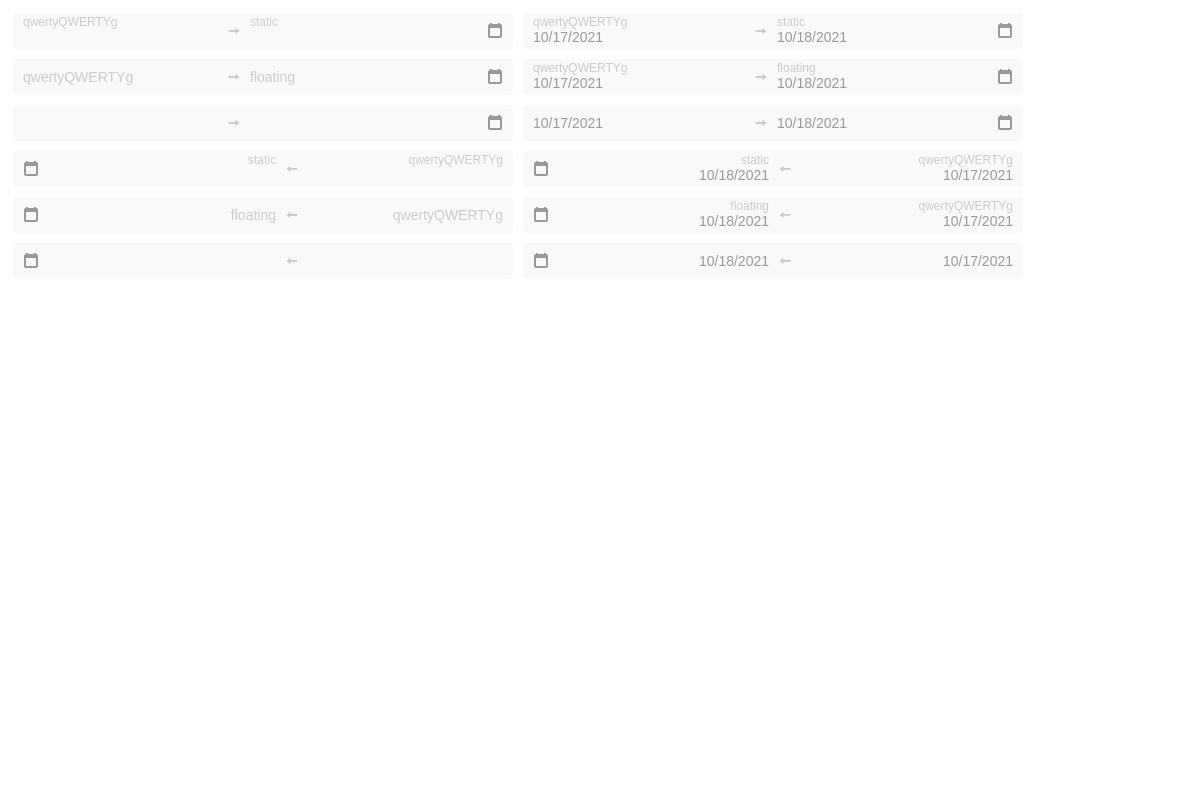 qwertyQWERTYg → static
qwertyQWERTYg → static
10/17/2021 10/18/2021
qwertyQWERTYg → floating
qwertyQWERTYg → floating
10/17/2021 10/18/2021
→
10/17/2021 → 10/18/2021
static ← qwertyQWERTYg
static ← qwertyQWERTYg
10/18/2021 10/17/2021
floating ← qwertyQWERTYg
floating ← qwertyQWERTYg
10/18/2021 10/17/2021
←
10/18/2021 ← 10/17/2021